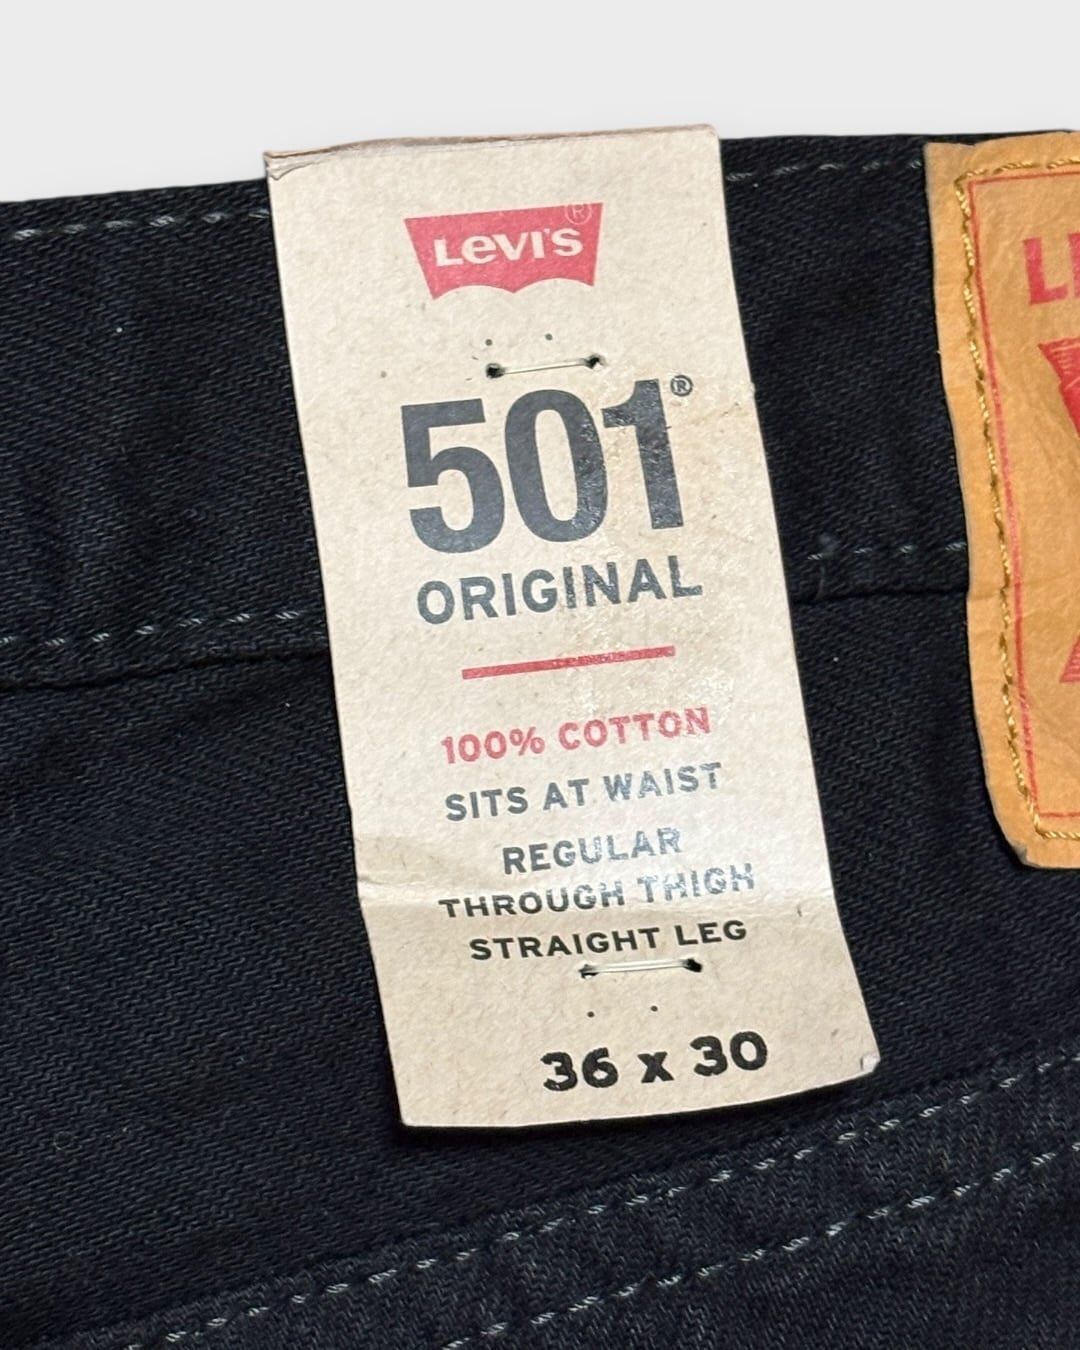 LEVI'S®
501®
ORIGINAL
100% COTTON
SITS AT WAIST
REGULAR
THROUGH THIGH
STRAIGHT LEG
36 x 30